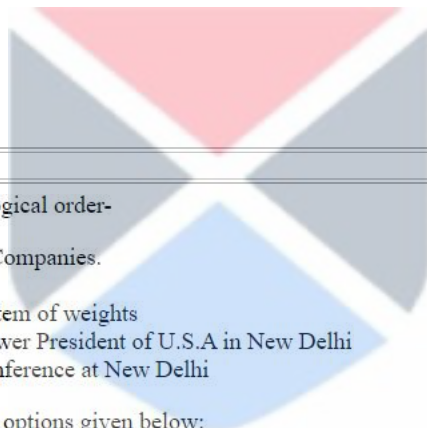 gical order-
Companies.
tem of weights
wer President of U.S.A in New Delhi
nference at New Delhi
options given below: